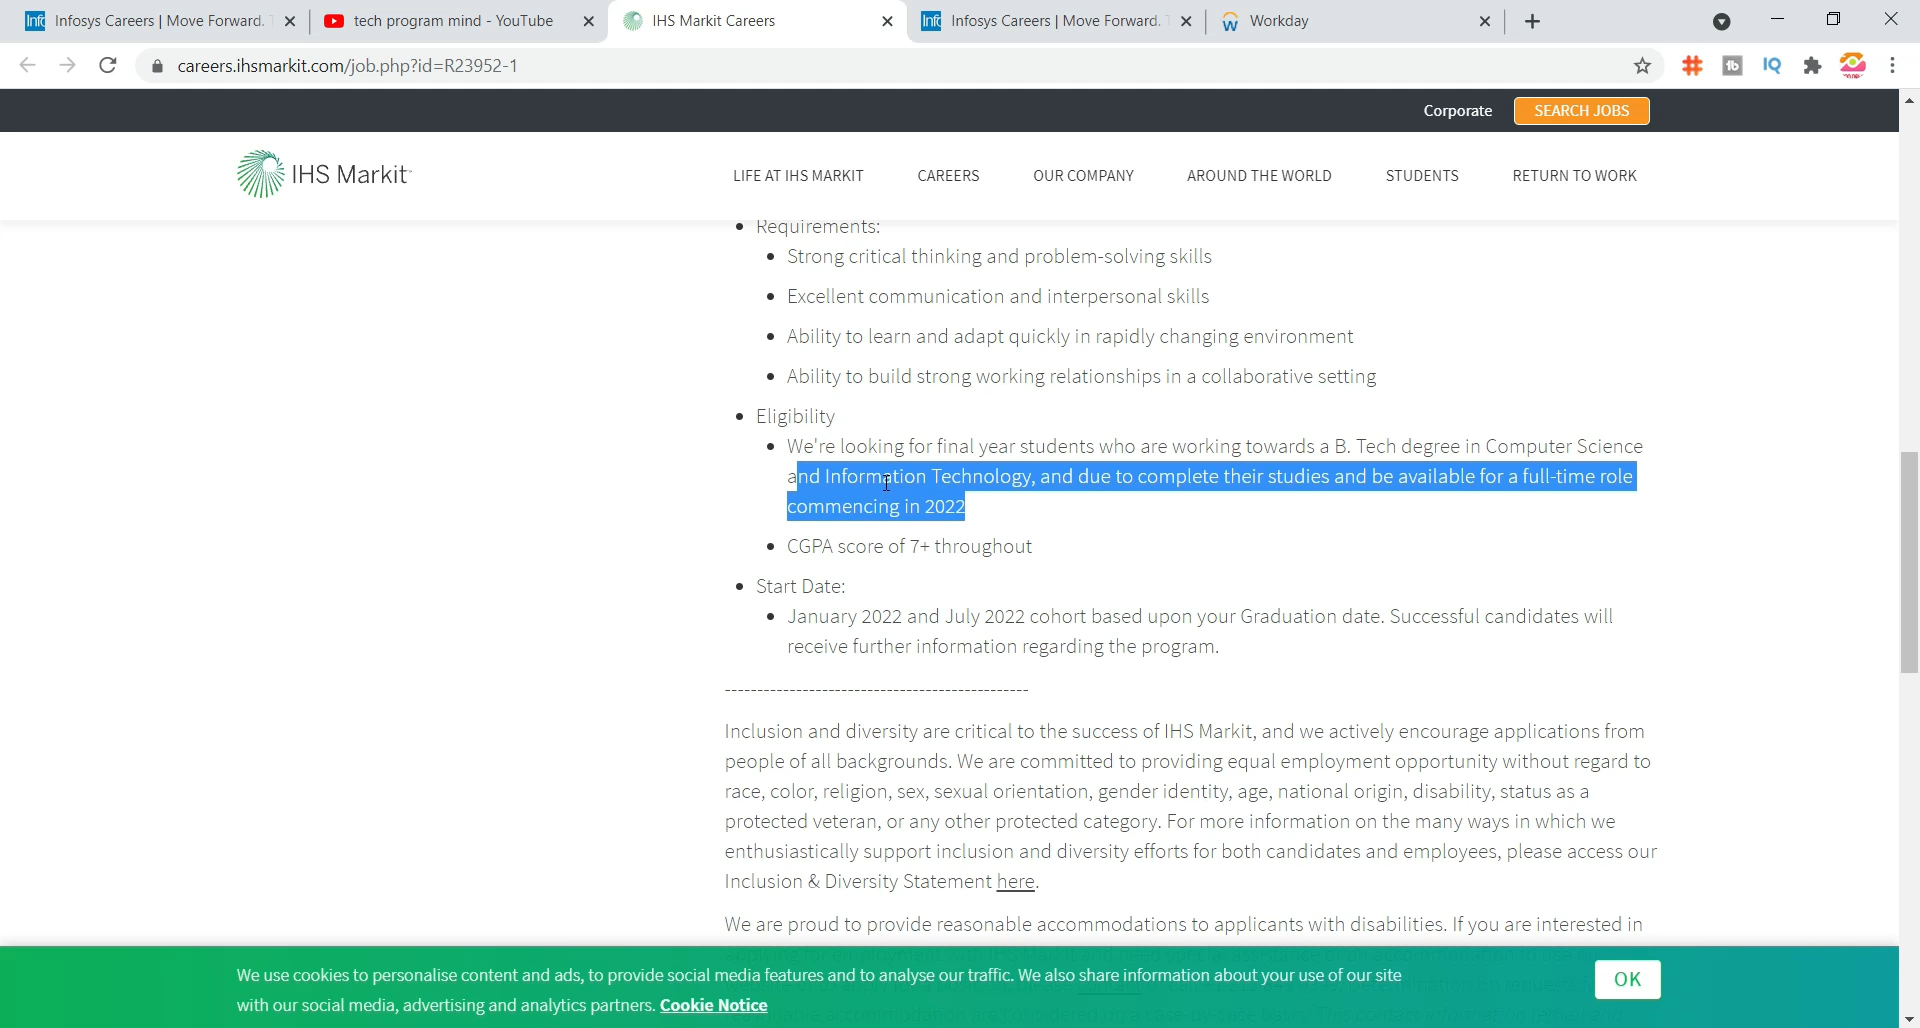 Infosys Careers | Move Forward.
tech program mind - YouTube
IHS Markit Careers
Infosys Careers | Move Forward. T
Workday
careers.ihsmarkit.com/job.php?id=R23952-1
Corporate
SEARCH JOBS
IHS Markit
LIFE AT IHS MARKIT
CAREERS
OUR COMPANY
AROUND THE WORLD
STUDENTS
RETURN TO WORK
• Requirements:
• Strong critical thinking and problem-solving skills
• Excellent communication and interpersonal skills
• Ability to learn and adapt quickly in rapidly changing environment
• Ability to build strong working relationships in a collaborative setting
• Eligibility
• We're looking for final year students who are working towards a B. Tech degree in Computer Science
and Information Technology, and due to complete their studies and be available for a full-time role
commencing in 2022
• CGPA score of 7+ throughout
• Start Date:
• January 2022 and July 2022 cohort based upon your Graduation date. Successful candidates will
receive further information regarding the program.
-----------------------------------------------
Inclusion and diversity are critical to the success of IHS Markit, and we actively encourage applications from
people of all backgrounds. We are committed to providing equal employment opportunity without regard to
race, color, religion, sex, sexual orientation, gender identity, age, national origin, disability, status as a
protected veteran, or any other protected category. For more information on the many ways in which we
enthusiastically support inclusion and diversity efforts for both candidates and employees, please access our
Inclusion & Diversity Statement here.
We are proud to provide reasonable accommodations to applicants with disabilities. If you are interested in
We use cookies to personalise content and ads, to provide social media features and to analyse our traffic. We also share information about your use of our site
with our social media, advertising and analytics partners. Cookie Notice
OK